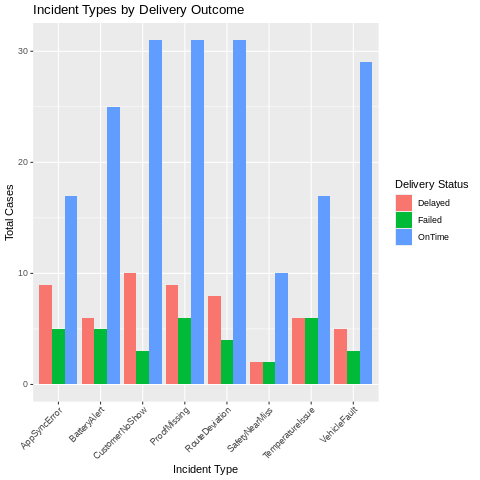 Incident Types by Delivery Outcome
Total Cases
30
20
10
0
AppSyncError
BatteryAlert
CustomerNoShow
ProofMissing
RouteDeviation
SafetyNearMiss
TemperatureIssue
VehicleFault
Incident Type
Delivery Status
Delayed
Failed
OnTime